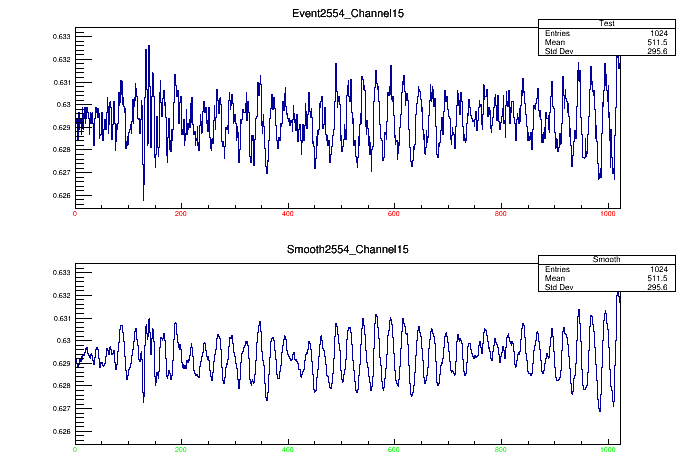 Event2554_Channel15
Test
Entries 1024
Mean 511.5
Std Dev 295.6
0.633
0.632
0.631
0.63
0.629
0.628
0.627
0.626
0 200 400 600 800 1000
Smooth2554_Channel15
Smooth
Entries 1024
Mean 511.5
Std Dev 295.6
0.633
0.632
0.631
0.63
0.629
0.628
0.627
0.626
0 200 400 600 800 1000